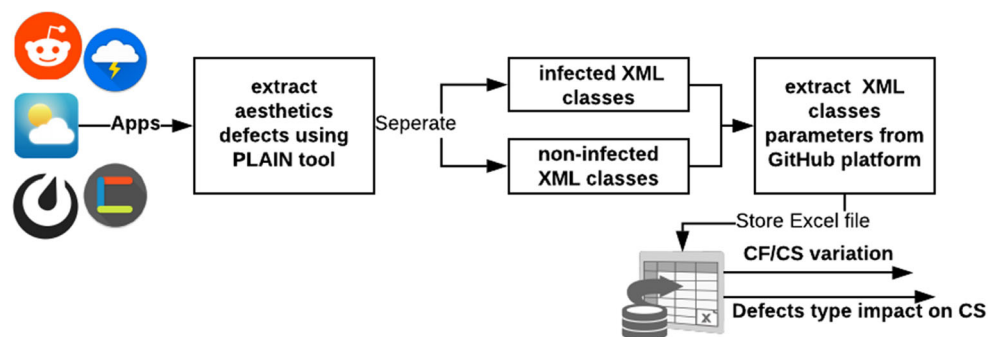 Apps
extract
aesthetics
defects using
PLAIN tool
Seperate
infected XML
classes
non-infected
XML classes
extract XML
classes
parameters from
GitHub platform
Store Excel file
CF/CS variation
Defects type impact on CS
X